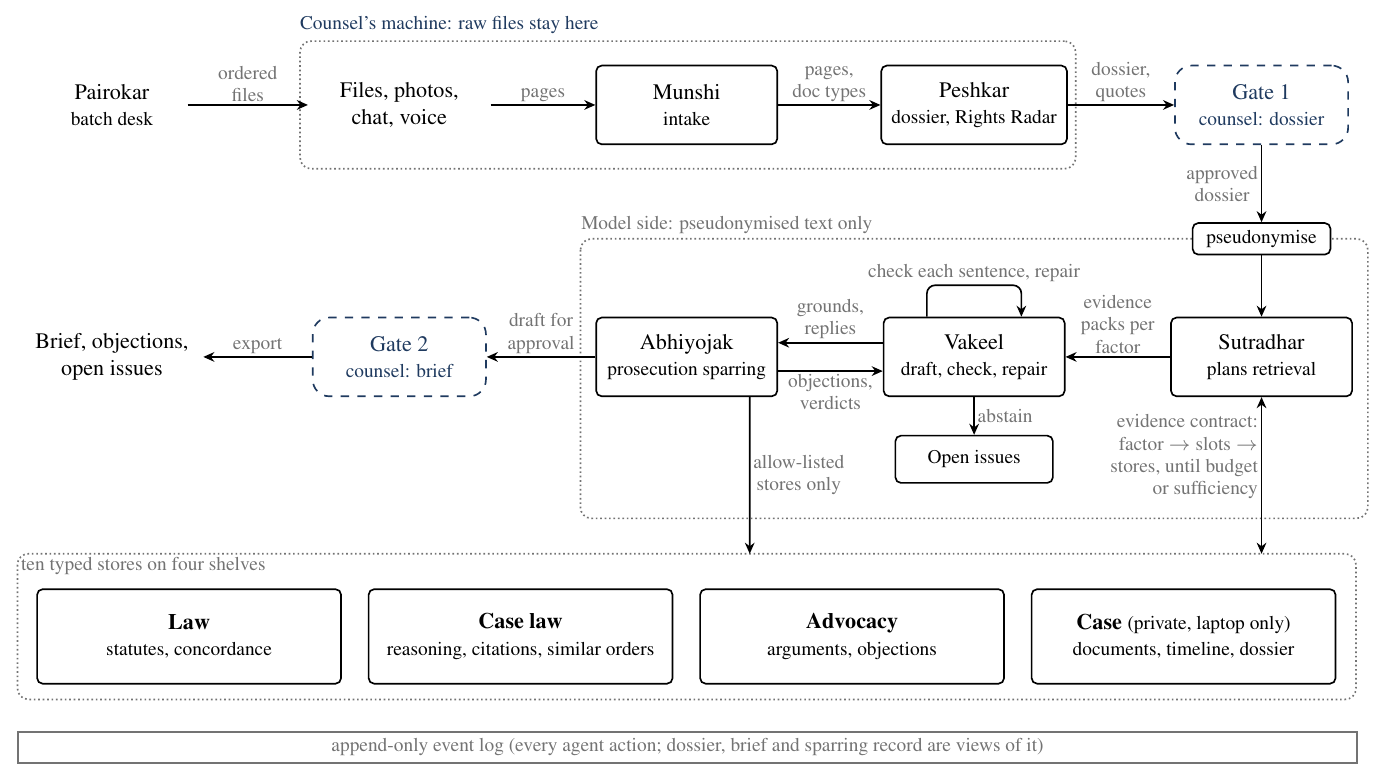 Counsel's machine: raw files stay here
Pairokar
batch desk
ordered
files
Files, photos,
chat, voice
pages
Munshi
intake
pages,
doc types
Peshkar
dossier, Rights Radar
dossier,
quotes
Gate 1
counsel: dossier
approved
dossier
Model side: pseudonymised text only
pseudonymise
check each sentence, repair
Brief, objections,
open issues
export
Gate 2
counsel: brief
draft for
approval
Abhiyojak
prosecution sparring
grounds,
replies
objections,
verdicts
Vakeel
draft, check, repair
evidence
packs per
factor
Sutradhar
plans retrieval
abstain
Open issues
allow-listed
stores only
evidence contract:
factor → slots →
stores, until budget
or sufficiency
ten typed stores on four shelves
Law
statutes, concordance
Case law
reasoning, citations, similar orders
Advocacy
arguments, objections
Case (private, laptop only)
documents, timeline, dossier
append-only event log (every agent action; dossier, brief and sparring record are views of it)